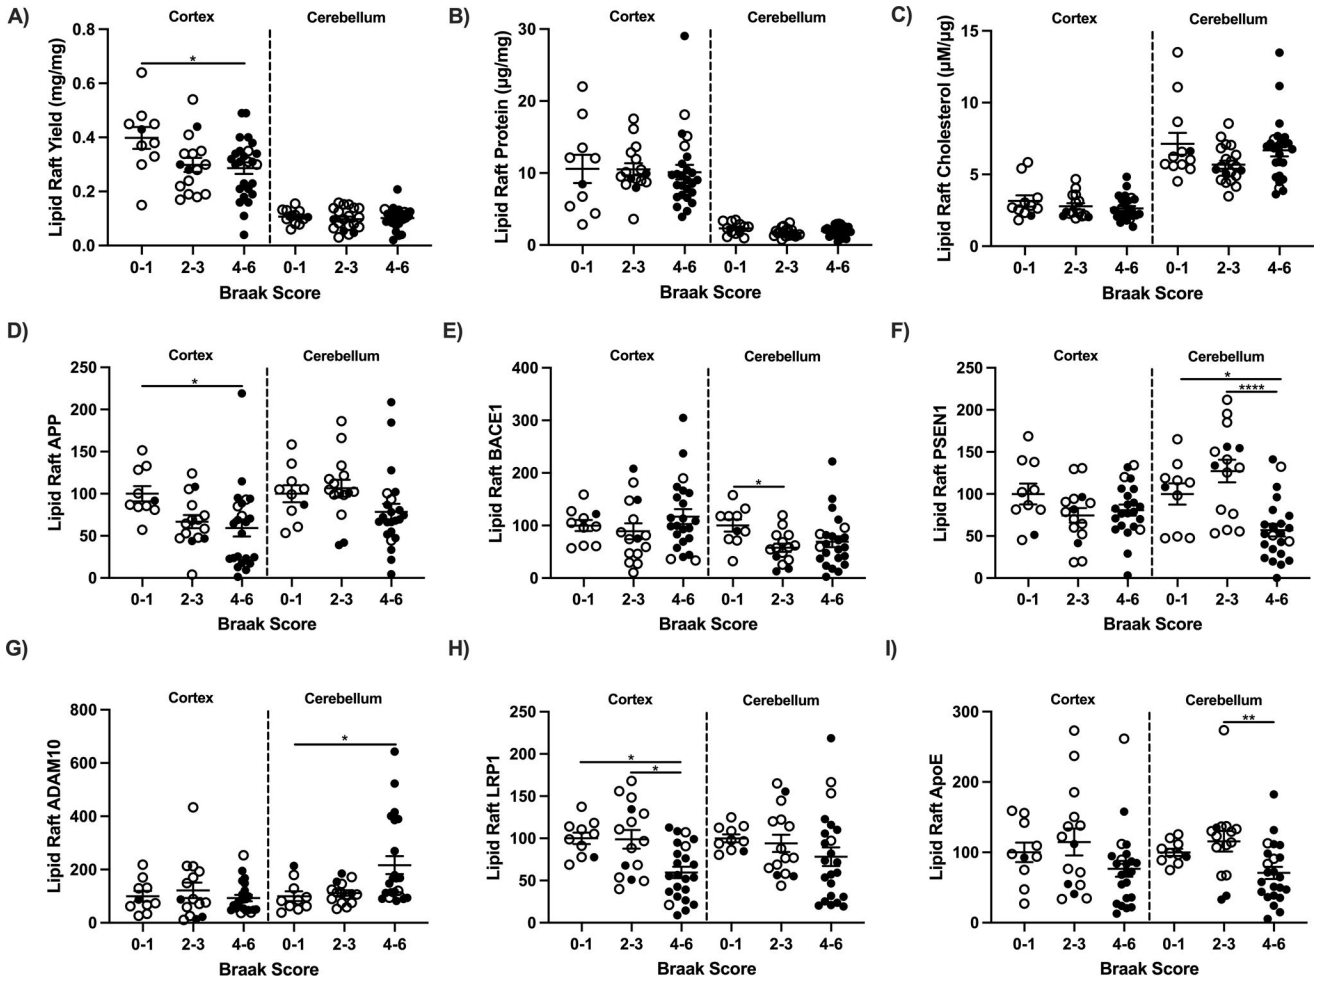 A)
Cortex
Cerebellum
Lipid Raft Yield (mg/mg)
0.8
0.6
0.4
0.2
0.0
*
0-1 2-3 4-6 0-1 2-3 4-6
Braak Score
B)
Cortex
Cerebellum
Lipid Raft Protein (µg/mg)
30
20
10
0
0-1 2-3 4-6 0-1 2-3 4-6
Braak Score
C)
Cortex
Cerebellum
Lipid Raft Cholesterol (µM/µg)
15
10
5
0
0-1 2-3 4-6 0-1 2-3 4-6
Braak Score
D)
Cortex
Cerebellum
Lipid Raft APP
250
200
150
100
50
0
*
0-1 2-3 4-6 0-1 2-3 4-6
Braak Score
E)
Cortex
Cerebellum
Lipid Raft BACE1
400
300
200
100
0
*
0-1 2-3 4-6 0-1 2-3 4-6
Braak Score
F)
Cortex
Cerebellum
Lipid Raft PSEN1
250
200
150
100
50
0
*
****
0-1 2-3 4-6 0-1 2-3 4-6
Braak Score
G)
Cortex
Cerebellum
Lipid Raft ADAM10
800
600
400
200
0
*
0-1 2-3 4-6 0-1 2-3 4-6
Braak Score
H)
Cortex
Cerebellum
Lipid Raft LRP1
250
200
150
100
50
0
*
*
0-1 2-3 4-6 0-1 2-3 4-6
Braak Score
I)
Cortex
Cerebellum
Lipid Raft ApoE
300
200
100
0
**
0-1 2-3 4-6 0-1 2-3 4-6
Braak Score